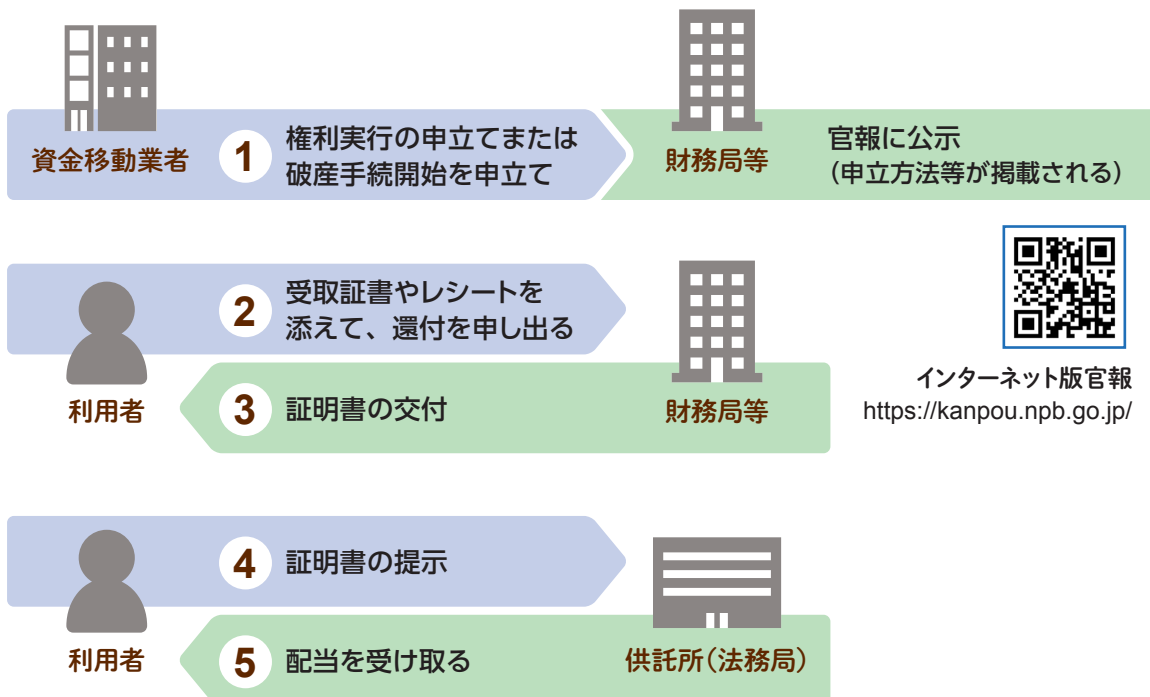 資金移動業者
1
権利実行の申立てまたは
破産手続開始を申立て
財務局等
官報に公示
（申立方法等が掲載される）
利用者
2
受取証書やレシートを
添えて、還付を申し出る
3
証明書の交付
財務局等
インターネット版官報
https://kanpou.npb.go.jp/
利用者
4
証明書の提示
5
配当を受け取る
供託所（法務局）